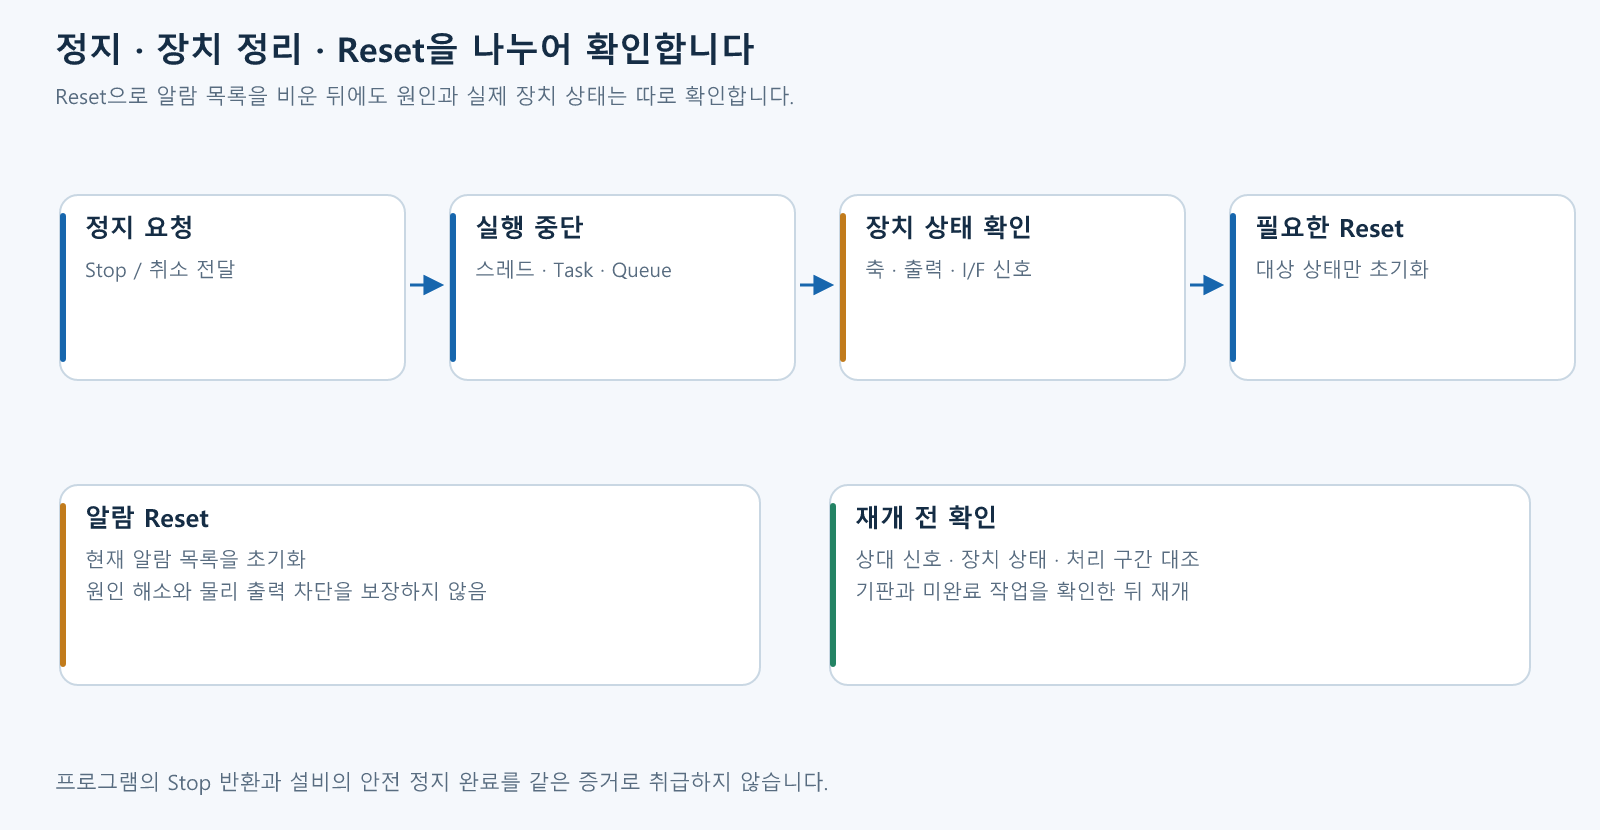 정지 · 장치 정리 · Reset을 나누어 확인합니다
Reset으로 알람 목록을 비운 뒤에도 원인과 실제 장치 상태는 따로 확인합니다.
정지 요청
Stop / 취소 전달
실행 중단
스레드 · Task · Queue
장치 상태 확인
축 · 출력 · I/F 신호
필요한 Reset
대상 상태만 초기화
알람 Reset
현재 알람 목록을 초기화
원인 해소와 물리 출력 차단을 보장하지 않음
재개 전 확인
상대 신호 · 장치 상태 · 처리 구간 대조
기판과 미완료 작업을 확인한 뒤 재개
프로그램의 Stop 반환과 설비의 안전 정지 완료를 같은 증거로 취급하지 않습니다.